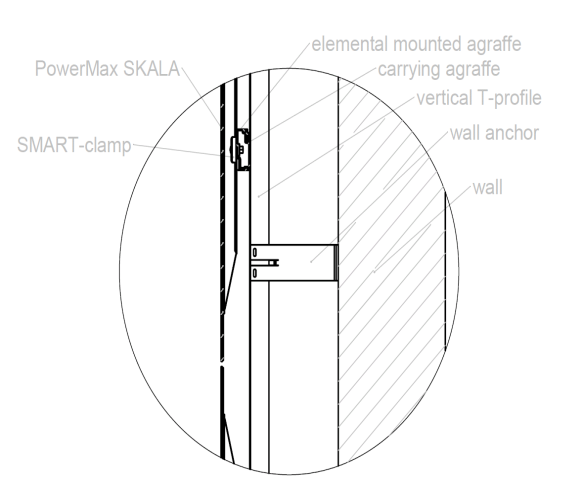 elemental mounted agraffe
PowerMax SKALA
carrying agraffe
vertical T-profile
SMART-clamp
wall anchor
wall